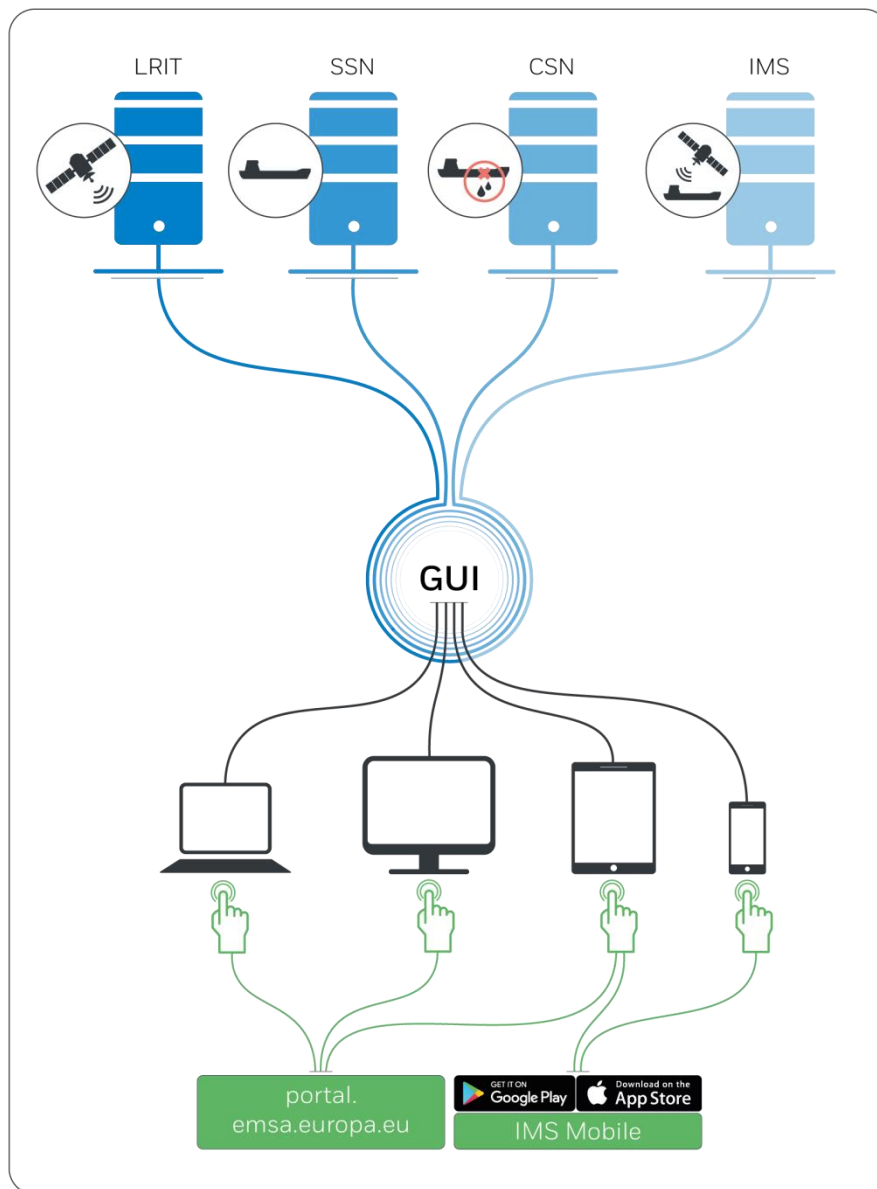 LRIT
SSN
CSN
IMS
GUI
portal.
emsa.europa.eu
GET IT ON
Google Play
Download on the
App Store
IMS Mobile